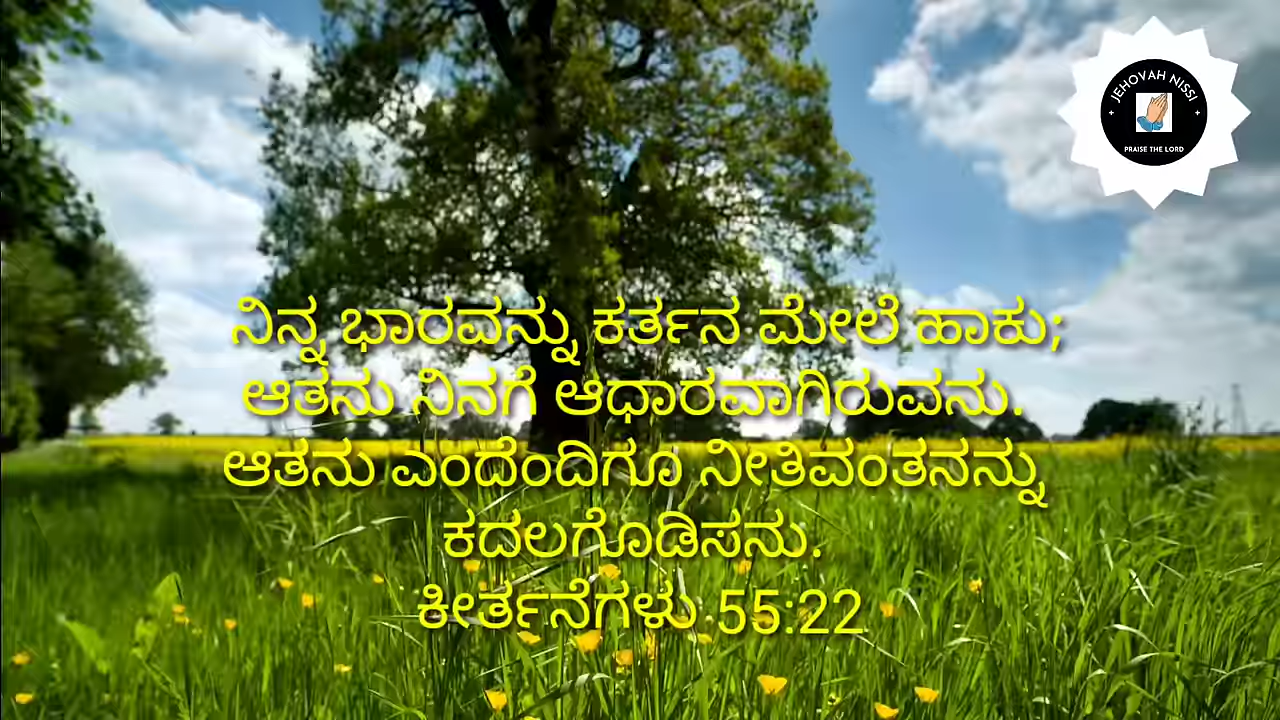 JEHOVAH NISSI
PRAISE THE LORD
ನಿನ್ನ ಭಾರವನ್ನು ಕರ್ತನ ಮೇಲೆ ಹಾಕು;
ಆತನು ನಿನಗೆ ಆಧಾರವಾಗಿರುವನು.
ಆತನು ಎಂದೆಂದಿಗೂ ನೀತಿವಂತನನ್ನು
ಕದಲಗೊಡಿಸನು.
ಕೀರ್ತನೆಗಳು 55:22